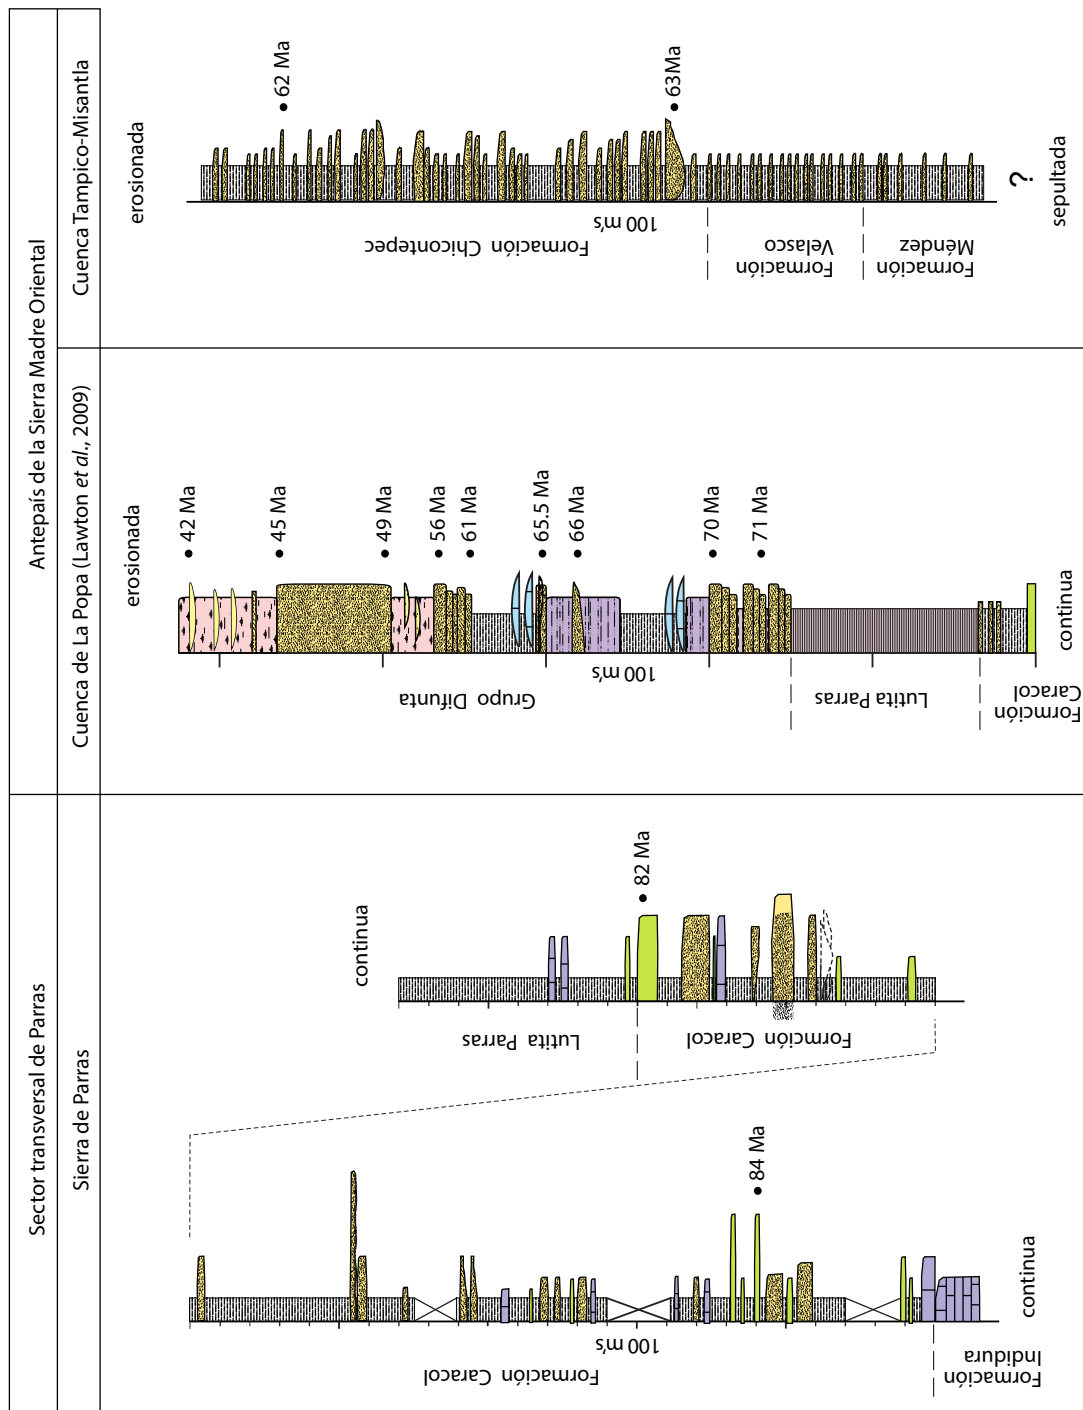 Sector transversal de Parras
Antepaís de la Sierra Madre Oriental
Sierra de Parras
Cuenca de La Popa (Lawton et al., 2009)
Cuenca Tampico-Misantla
continua
Formación Caracol
100 m's
84 Ma
Formación
Indidura
continua
Lutita Parras
82 Ma
Formción Caracol
erosionada
42 Ma
45 Ma
49 Ma
56 Ma
61 Ma
65.5 Ma
66 Ma
70 Ma
71 Ma
Grupo Difunta
100 m's
Lutita Parras
Formción
Caracol
continua
erosionada
62 Ma
63Ma
Formación Chicontepec
100 m's
Formación
Velasco
Formación
Méndez
?
sepultada